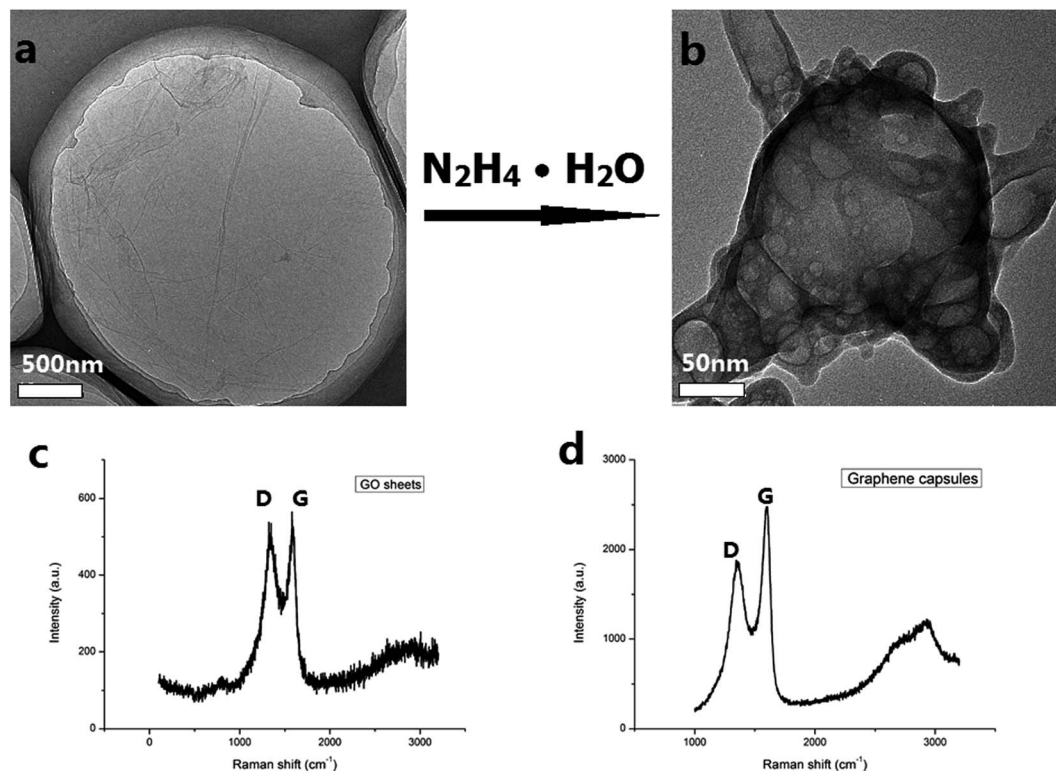 a
b
N₂H₄ • H₂O
500nm
50nm
c
d
GO sheets
D G
600
400
200
0
Intensity (a.u.)
0 1000 2000 3000
Raman shift (cm⁻¹)
Graphene capsules
G
D
3000
2000
1000
0
Intensity (a.u.)
1000 2000 3000
Raman shift (cm⁻¹)